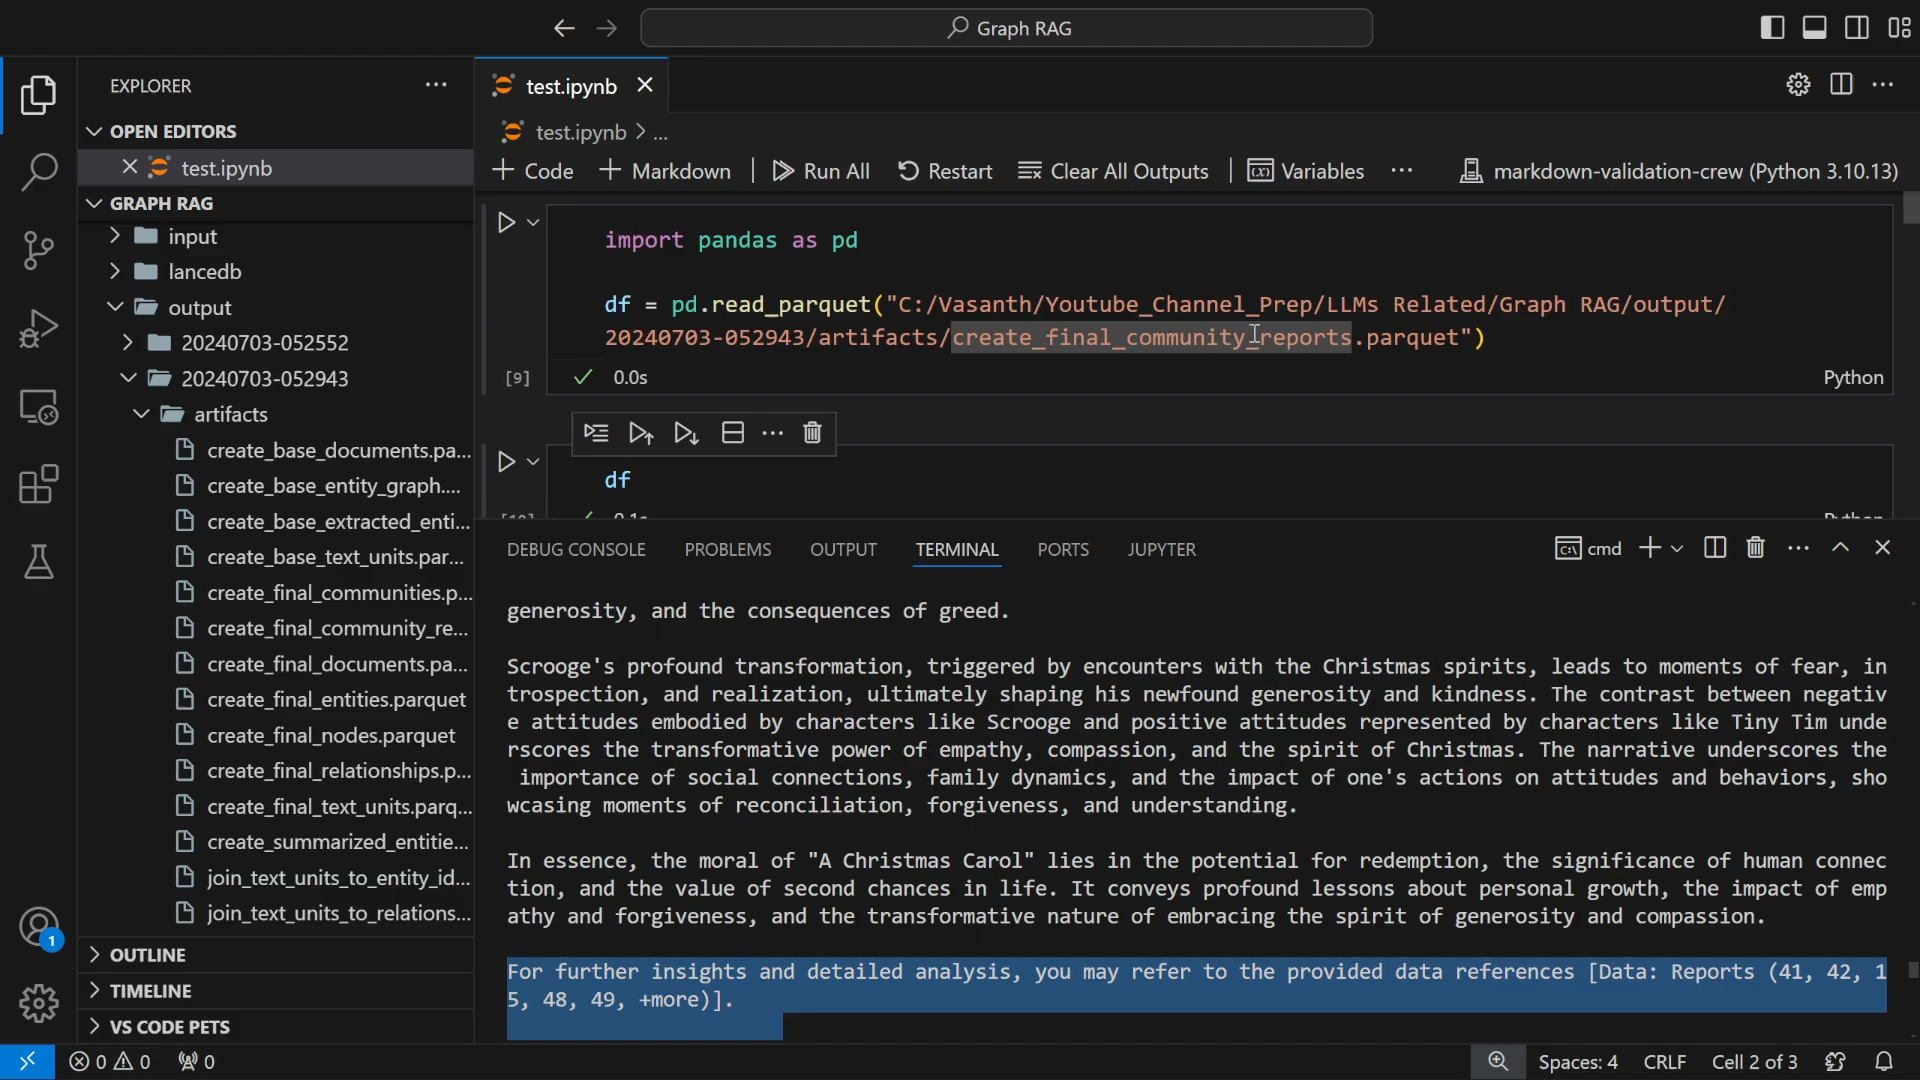 Graph RAG
EXPLORER
OPEN EDITORS
test.ipynb
GRAPH RAG
input
lancedb
output
20240703-052552
20240703-052943
artifacts
create_base_documents.pa...
create_base_entity_graph....
create_base_extracted_enti...
create_base_text_units.par...
create_final_communities.p...
create_final_community_re...
create_final_documents.pa...
create_final_entities.parquet
create_final_nodes.parquet
create_final_relationships.p...
create_final_text_units.parq...
create_summarized_entitie...
join_text_units_to_entity_id...
join_text_units_to_relations...
OUTLINE
TIMELINE
VS CODE PETS
test.ipynb
test.ipynb > ...
Code Markdown Run All Restart Clear All Outputs Variables ... markdown-validation-crew (Python 3.10.13)
import pandas as pd
df = pd.read_parquet("C:/Vasanth/Youtube_Channel_Prep/LLMs Related/Graph RAG/output/
20240703-052943/artifacts/create_final_community_reports.parquet")
[9] 0.0s Python
df
DEBUG CONSOLE PROBLEMS OUTPUT TERMINAL PORTS JUPYTER cmd
generosity, and the consequences of greed.
Scrooge's profound transformation, triggered by encounters with the Christmas spirits, leads to moments of fear, in
trospection, and realization, ultimately shaping his newfound generosity and kindness. The contrast between negativ
e attitudes embodied by characters like Scrooge and positive attitudes represented by characters like Tiny Tim unde
rscores the transformative power of empathy, compassion, and the spirit of Christmas. The narrative underscores the
importance of social connections, family dynamics, and the impact of one's actions on attitudes and behaviors, sho
wcasing moments of reconciliation, forgiveness, and understanding.
In essence, the moral of "A Christmas Carol" lies in the potential for redemption, the significance of human connec
tion, and the value of second chances in life. It conveys profound lessons about personal growth, the impact of emp
athy and forgiveness, and the transformative nature of embracing the spirit of generosity and compassion.
For further insights and detailed analysis, you may refer to the provided data references [Data: Reports (41, 42, 1
5, 48, 49, +more)].
1
0 0 0 Spaces: 4 CRLF Cell 2 of 3